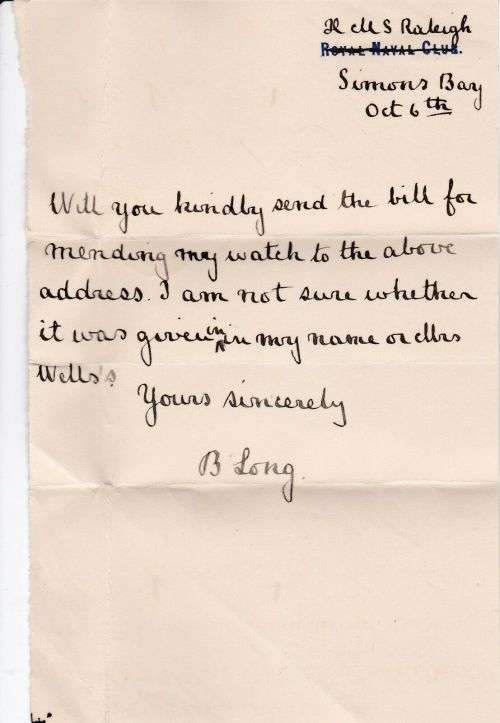 H M S Raleigh
ROYAL NAVAL CLUB.
Simons Bay
Oct 6th
Will you kindly send the bill for
mending my watch to the above
address. I am not sure whether
it was given in in my name or Mrs
Wells's
Yours sincerely
B Long.